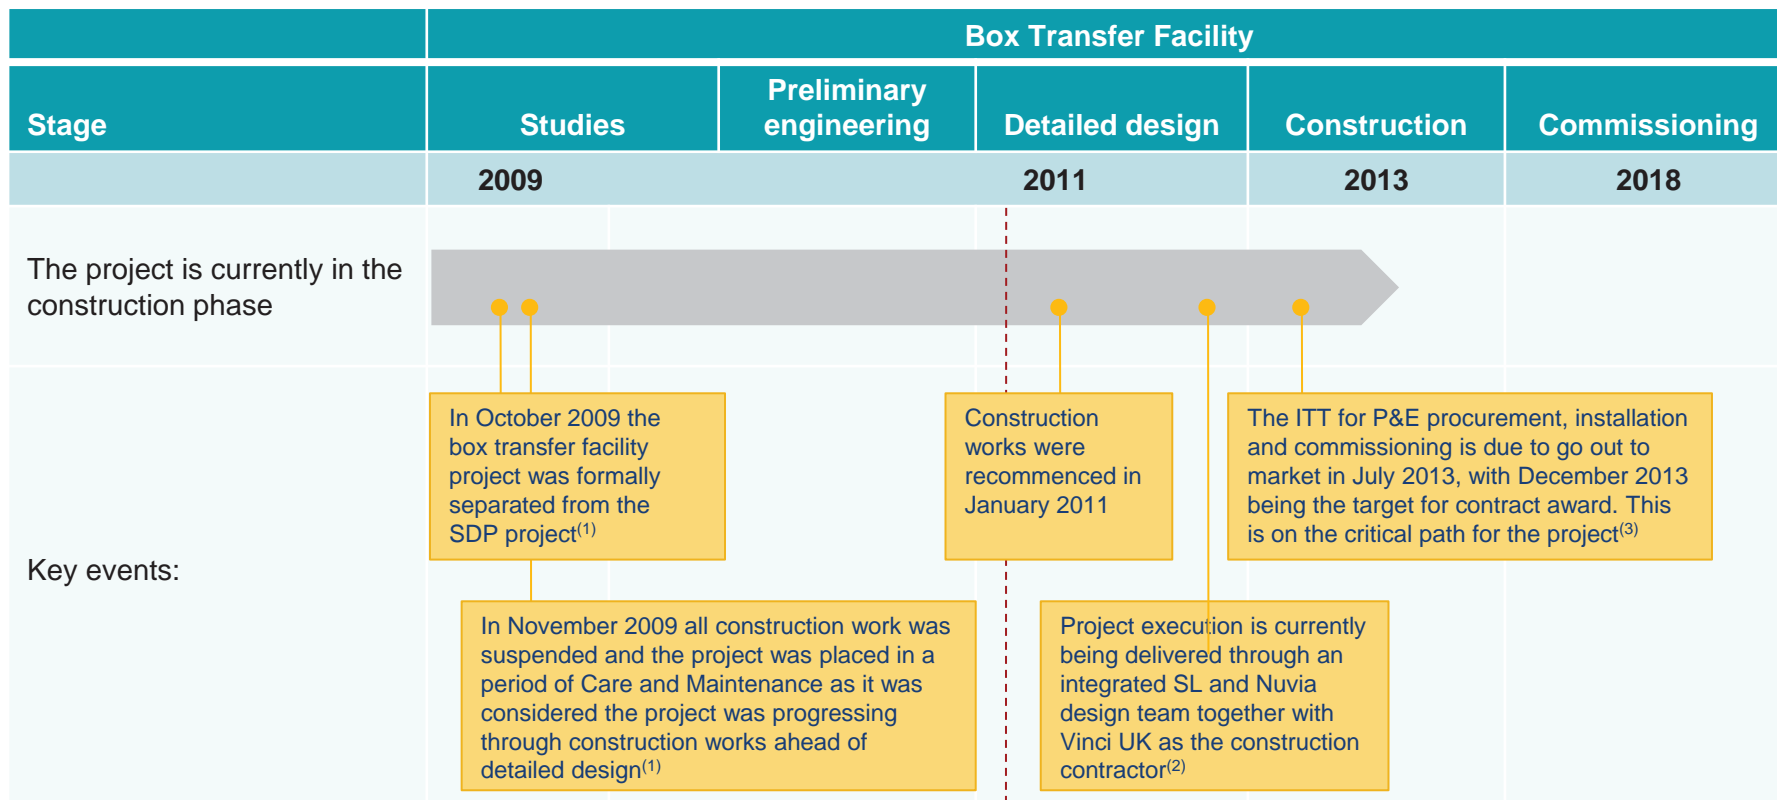 Box Transfer Facility
Stage
Studies
Preliminary
engineering
Detailed design
Construction
Commissioning
2009
2011
2013
2018
The project is currently in the
construction phase
Key events:
In October 2009 the
box transfer facility
project was formally
separated from the
SDP project(1)
In November 2009 all construction work was
suspended and the project was placed in a
period of Care and Maintenance as it was
considered the project was progressing
through construction works ahead of
detailed design(1)
Construction
works were
recommenced in
January 2011
Project execution is currently
being delivered through an
integrated SL and Nuvia
design team together with
Vinci UK as the construction
contractor(2)
The ITT for P&E procurement, installation
and commissioning is due to go out to
market in July 2013, with December 2013
being the target for contract award. This
is on the critical path for the project(3)